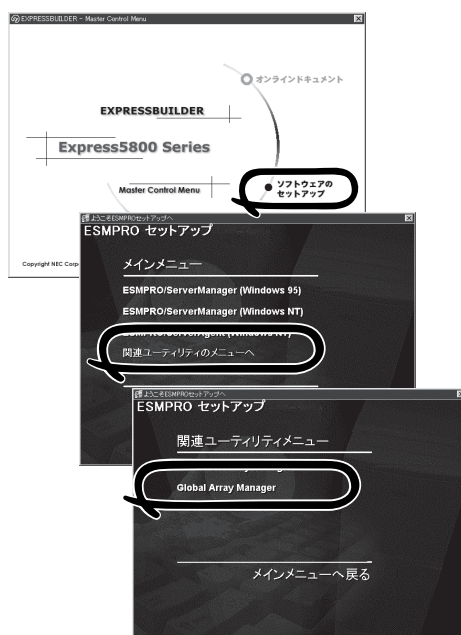 EXPRESSBUILDER - Master Control Menu
オンラインドキュメント
EXPRESSBUILDER
Express5800 Series
Master Control Menu
ソフトウェアの
セットアップ
Copyright NEC Corp
ようこそESMPROセットアップへ
ESMPRO セットアップ
メインメニュー
ESMPRO/ServerManager (Windows 95)
ESMPRO/ServerManager (Windows NT)
関連ユーティリティのメニューへ
ようこそESMPROセットアップへ
ESMPRO セットアップ
関連ユーティリティメニュー
Global Array Manager
メインメニューへ戻る